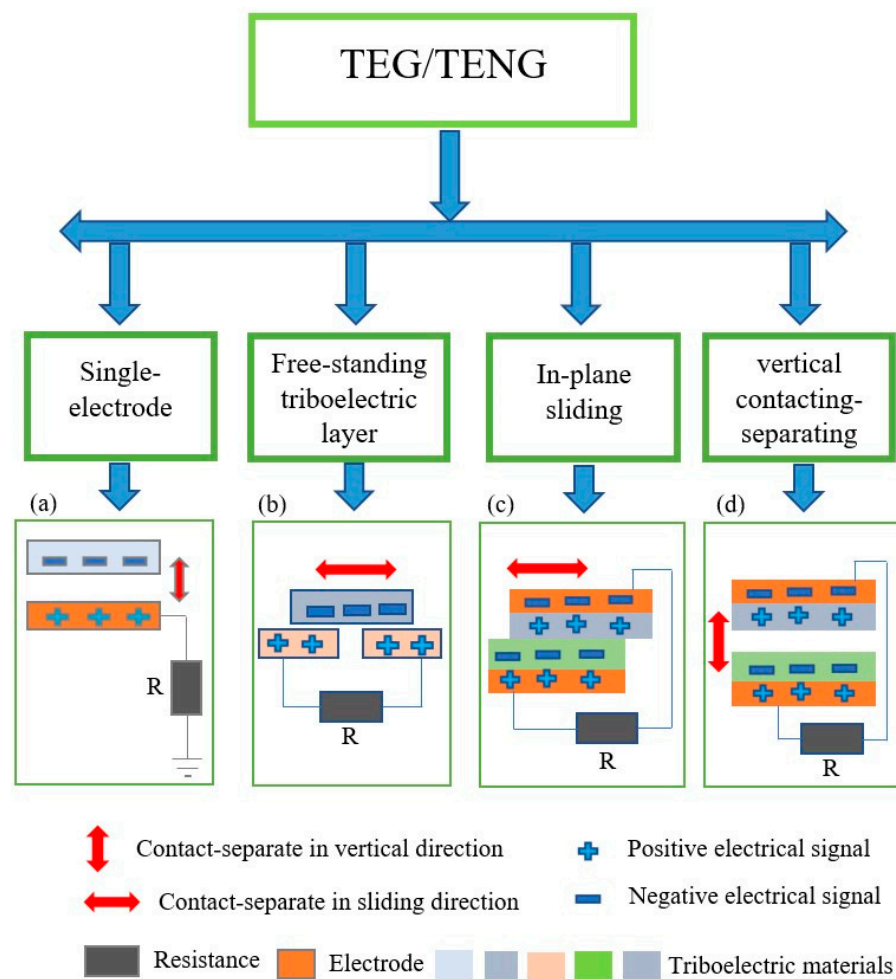 TEG/TENG
Single-
electrode
Free-standing
triboelectric
layer
In-plane
sliding
vertical
contacting-
separating
(a)
(b)
(c)
(d)
R
R
R
R
Contact-separate in vertical direction
Positive electrical signal
Contact-separate in sliding direction
Negative electrical signal
Resistance
Electrode
Triboelectric materials